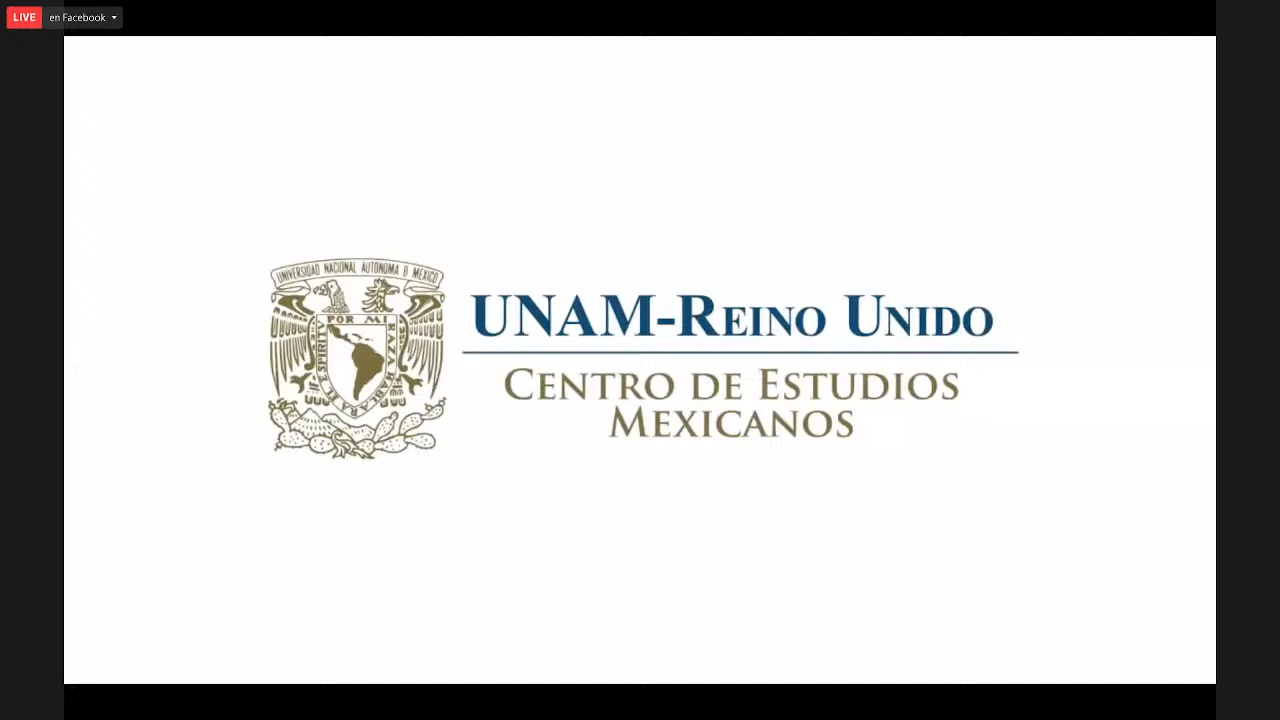 LIVE en Facebook
UNIVERSIDAD NACIONAL AUTONOMA D MEXICO
POR MI RAZA HABLARA EL ESPIRITU
UNAM-REINO UNIDO
CENTRO DE ESTUDIOS
MEXICANOS